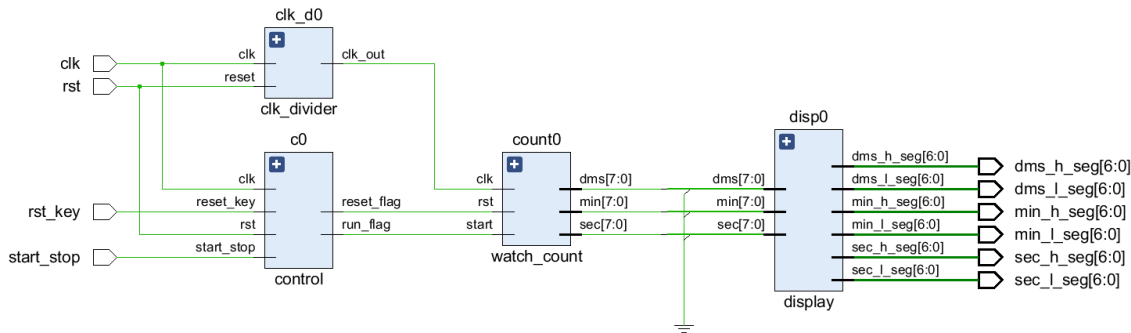 clk_d0
clk
clk
clk_out
rst
reset
clk_divider
c0
count0
disp0
clk
reset_key
reset_flag
rst_key
rst
run_flag
start_stop
start_stop
control
clk
dms[7:0]
rst
min[7:0]
start
sec[7:0]
watch_count
dms[7:0]
min[7:0]
sec[7:0]
dms_h_seg[6:0]
dms_h_seg[6:0]
dms_l_seg[6:0]
dms_l_seg[6:0]
min_h_seg[6:0]
min_h_seg[6:0]
min_l_seg[6:0]
min_l_seg[6:0]
sec_h_seg[6:0]
sec_h_seg[6:0]
sec_l_seg[6:0]
sec_l_seg[6:0]
display